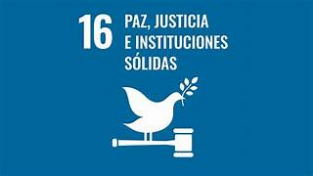 16 PAZ, JUSTICIA
E INSTITUCIONES
SÓLIDAS